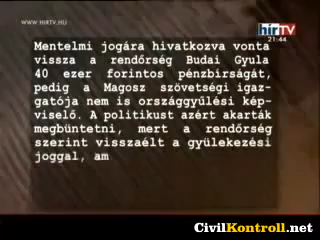 WWW.HIRTV.HU
hírTV
21:44
Mentelmi jogára hivatkozva vonta
vissza a rendőrség Budai Gyula
40 ezer forintos pénzbírságát,
pedig a Magosz szövetségi igaz-
gatója nem is országgyűlési kép-
viselő. A politikust azért akarták
megbüntetni, mert a rendőrség
szerint visszaélt a gyülekezési
joggal, am
CivilKontroll.net